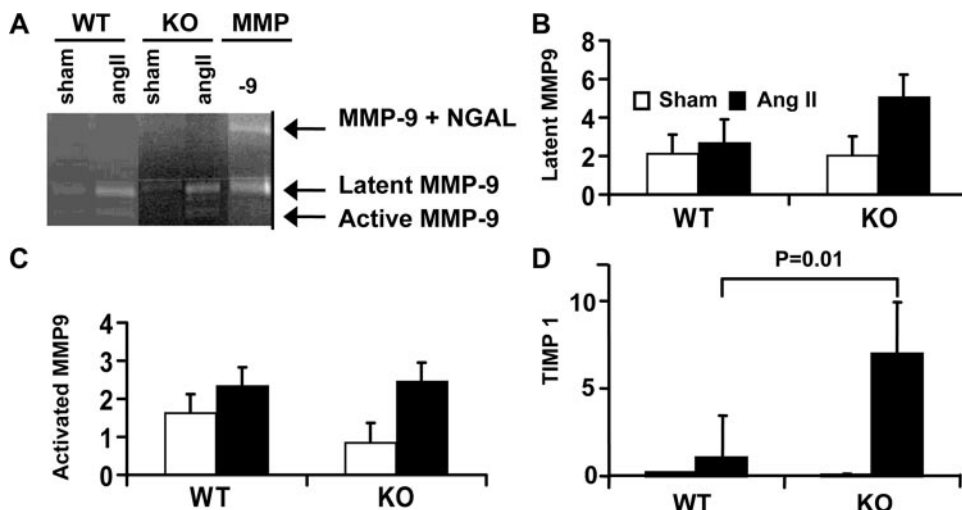 A
WT KO MMP
sham angII sham angII -9
MMP-9 + NGAL
Latent MMP-9
Active MMP-9
B
Latent MMP9
8
6
4
2
0
Sham Ang II
WT KO
C
Activated MMP9
4
3
2
1
0
WT KO
D
P=0.01
TIMP 1
10
5
0
WT KO